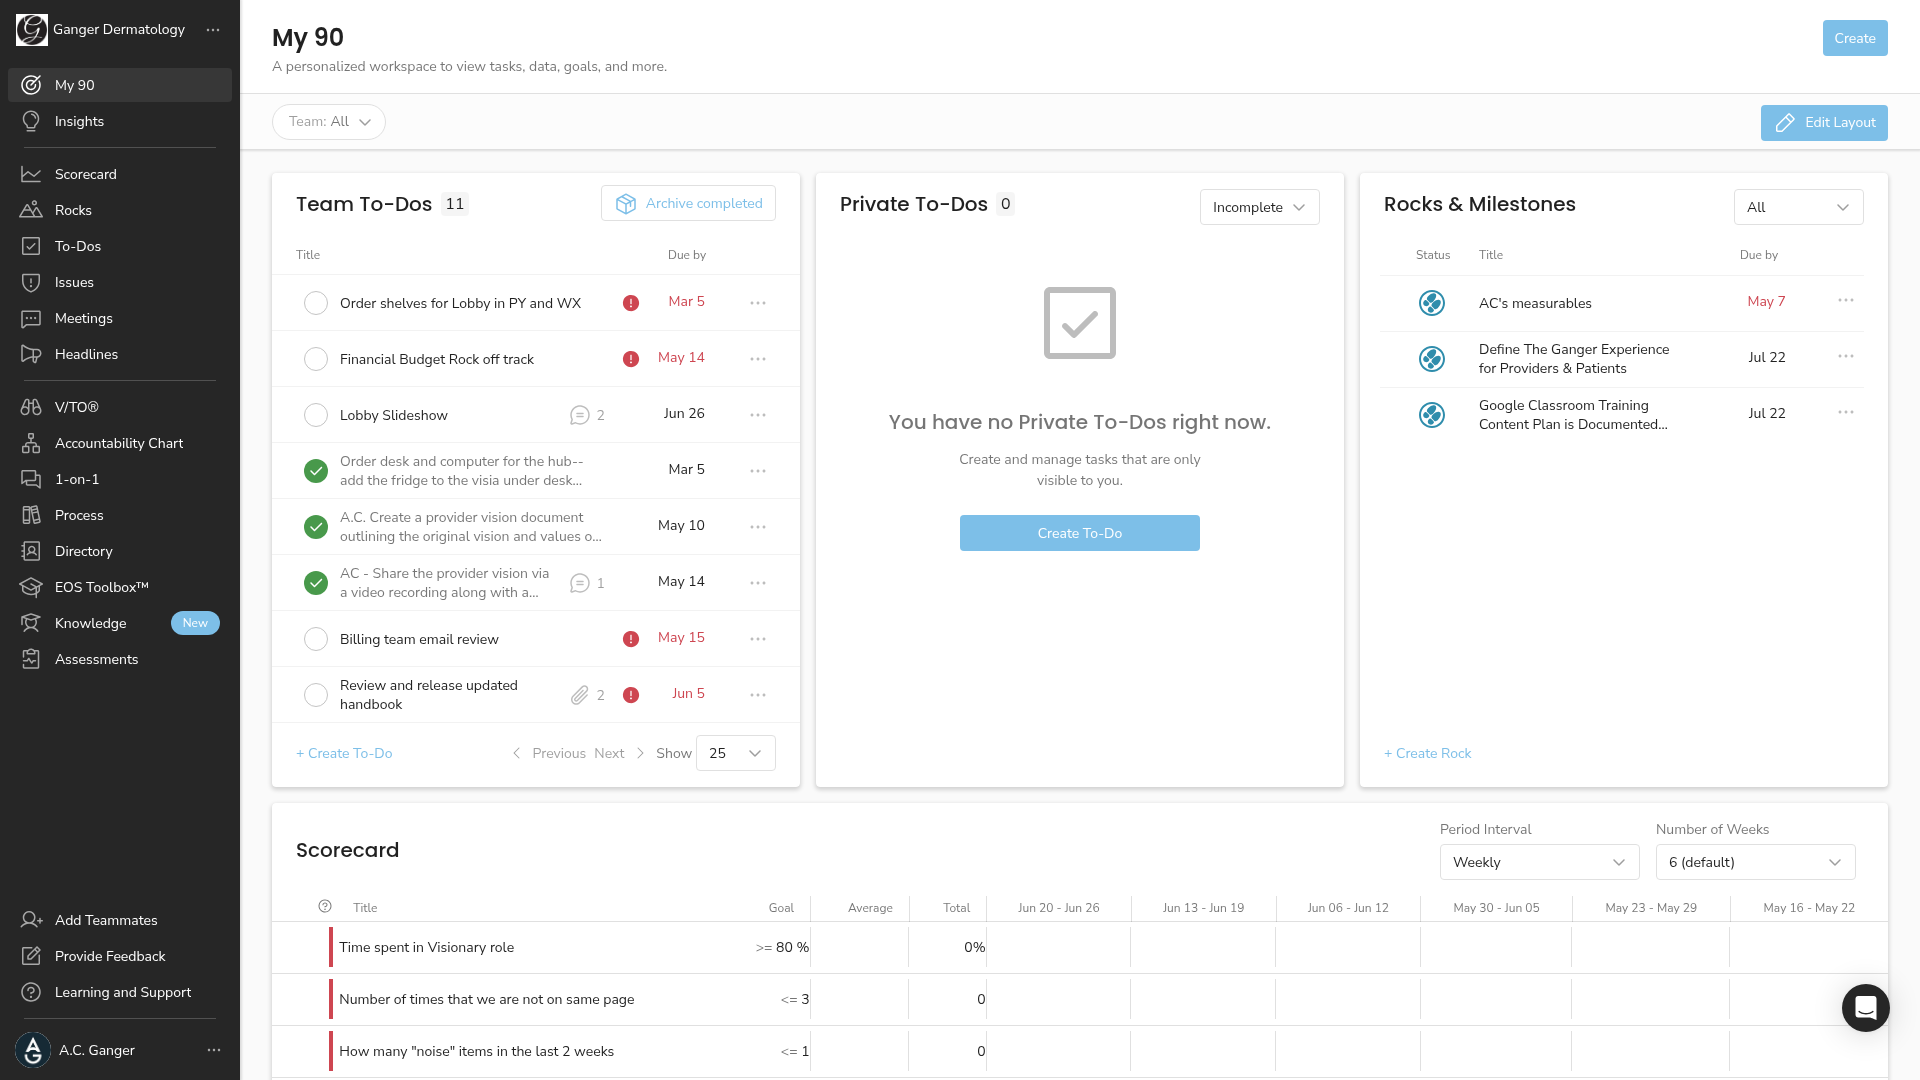 Ganger Dermatology
My 90
Insights
Scorecard
Rocks
To-Dos
Issues
Meetings
Headlines
V/TO®
Accountability Chart
1-on-1
Process
Directory
EOS Toolbox™
Knowledge New
Assessments
Add Teammates
Provide Feedback
Learning and Support
A.C. Ganger
My 90
A personalized workspace to view tasks, data, goals, and more.
Create
Team: All
Edit Layout
Team To-Dos 11
Archive completed
Title Due by
Order shelves for Lobby in PY and WX Mar 5
Financial Budget Rock off track May 14
Lobby Slideshow 2 Jun 26
Order desk and computer for the hub--
add the fridge to the visia under desk...
Mar 5
A.C. Create a provider vision document
outlining the original vision and values o...
May 10
AC - Share the provider vision via
a video recording along with a...
1 May 14
Billing team email review May 15
Review and release updated
handbook
2 Jun 5
+ Create To-Do
Previous Next Show 25
Private To-Dos 0
Incomplete
You have no Private To-Dos right now.
Create and manage tasks that are only
visible to you.
Create To-Do
Rocks & Milestones
All
Status Title Due by
AC's measurables May 7
Define The Ganger Experience
for Providers & Patients
Jul 22
Google Classroom Training
Content Plan is Documented...
Jul 22
+ Create Rock
Scorecard
Period Interval
Weekly
Number of Weeks
6 (default)
Title Goal Average Total Jun 20 - Jun 26 Jun 13 - Jun 19 Jun 06 - Jun 12 May 30 - Jun 05 May 23 - May 29 May 16 - May 22
Time spent in Visionary role >= 80 % 0%
Number of times that we are not on same page <= 3 0
How many "noise" items in the last 2 weeks <= 1 0